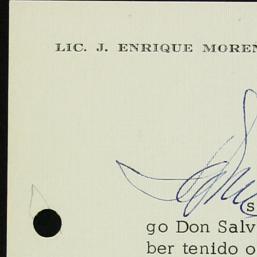 LIC. J. ENRIQUE MOREN
s
go Don Salv
ber tenido o